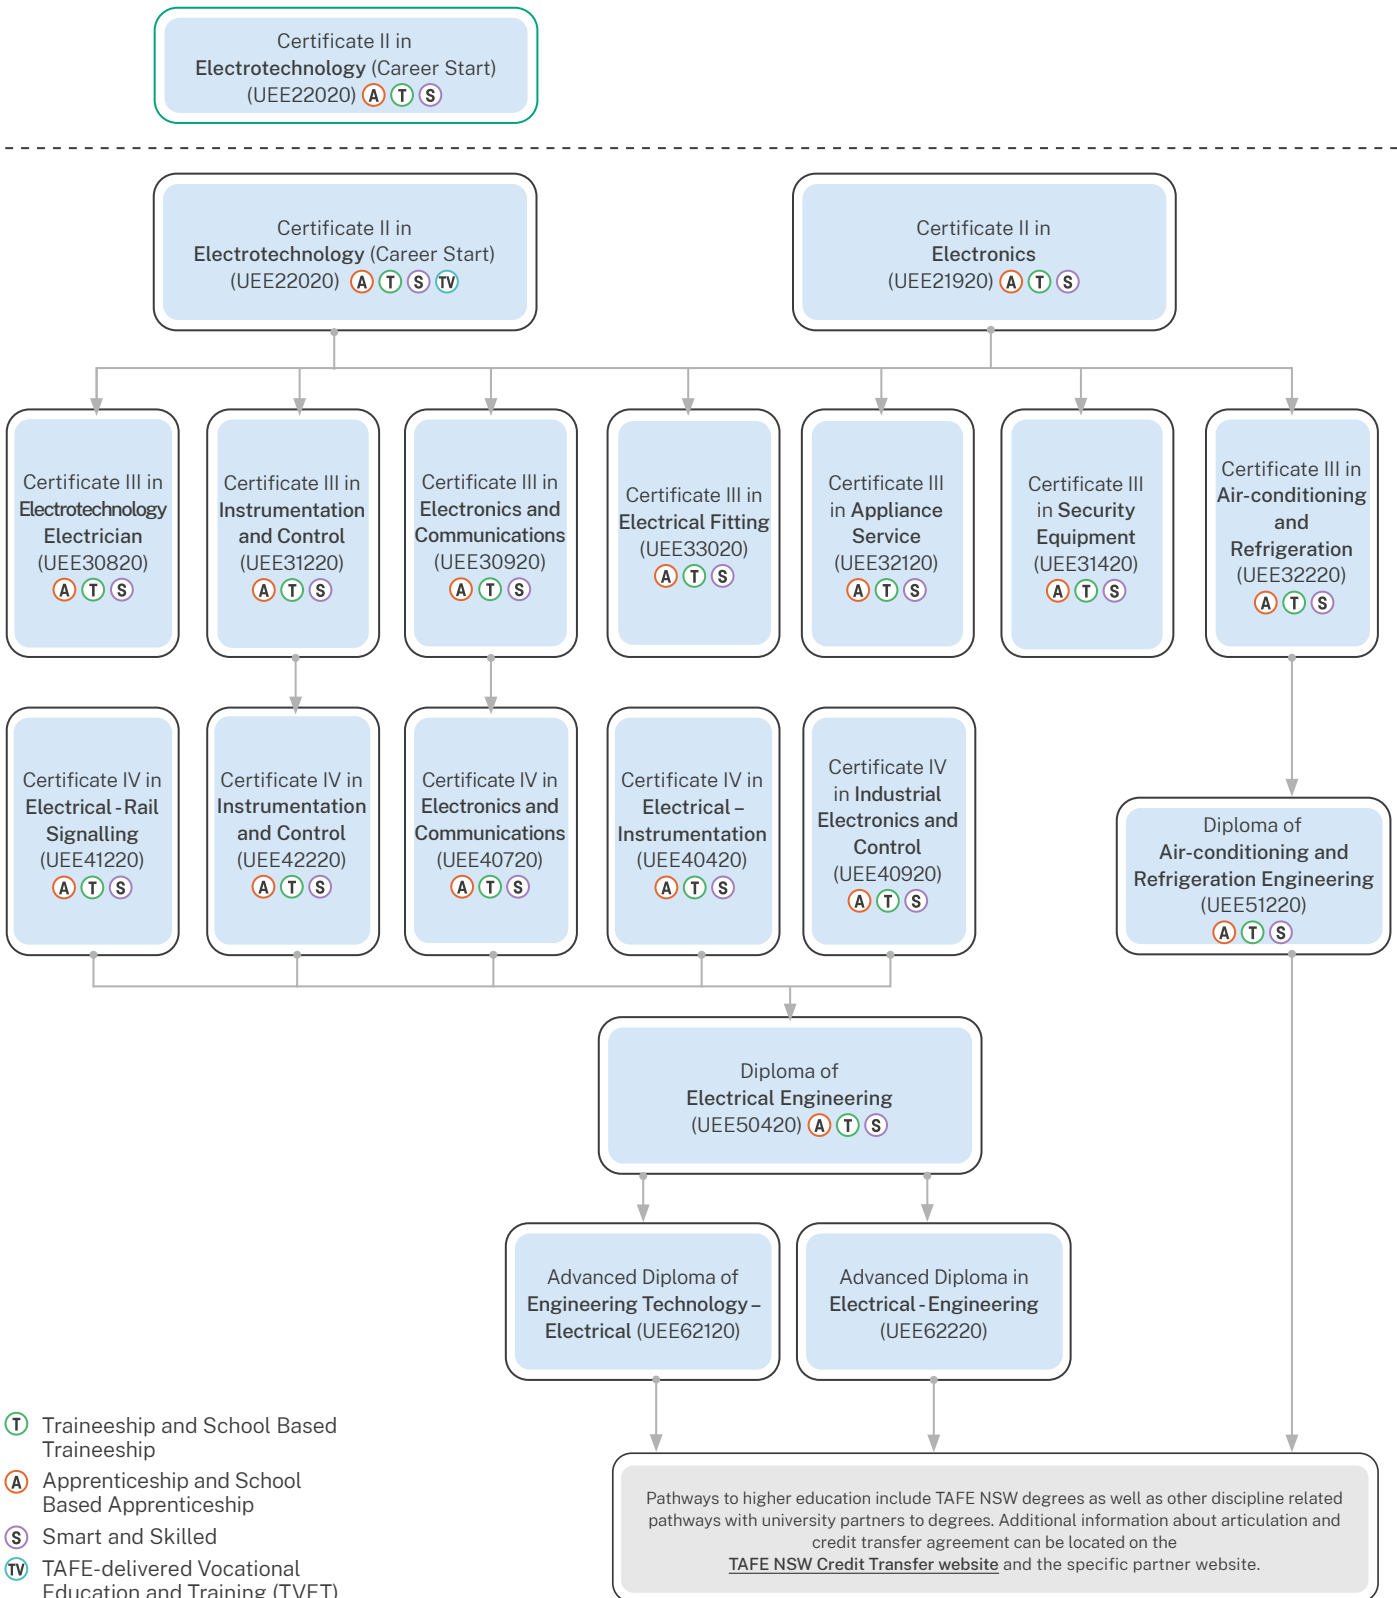 Certificate II in
Electrotechnology (Career Start)
(UEE22020) A T S
Certificate II in
Electrotechnology (Career Start)
(UEE22020) A T S TV
Certificate II in
Electronics
(UEE21920) A T S
Certificate III in
Electrotechnology
Electrician
(UEE30820)
A T S
Certificate III in
Instrumentation
and Control
(UEE31220)
A T S
Certificate III in
Electronics and
Communications
(UEE30920)
A T S
Certificate III in
Electrical Fitting
(UEE33020)
A T S
Certificate III
in Appliance
Service
(UEE32120)
A T S
Certificate III
in Security
Equipment
(UEE31420)
A T S
Certificate III in
Air-conditioning
and
Refrigeration
(UEE32220)
A T S
Certificate IV in
Electrical - Rail
Signalling
(UEE41220)
A T S
Certificate IV in
Instrumentation
and Control
(UEE42220)
A T S
Certificate IV in
Electronics and
Communications
(UEE40720)
A T S
Certificate IV in
Electrical –
Instrumentation
(UEE40420)
A T S
Certificate IV
in Industrial
Electronics and
Control
(UEE40920)
A T S
Diploma of
Air-conditioning and
Refrigeration Engineering
(UEE51220)
A T S
Diploma of
Electrical Engineering
(UEE50420) A T S
Advanced Diploma of
Engineering Technology –
Electrical (UEE62120)
Advanced Diploma in
Electrical - Engineering
(UEE62220)
T Traineeship and School Based
Traineeship
A Apprenticeship and School
Based Apprenticeship
S Smart and Skilled
TV TAFE-delivered Vocational
Education and Training (TVET)
Pathways to higher education include TAFE NSW degrees as well as other discipline related
pathways with university partners to degrees. Additional information about articulation and
credit transfer agreement can be located on the
TAFE NSW Credit Transfer website and the specific partner website.